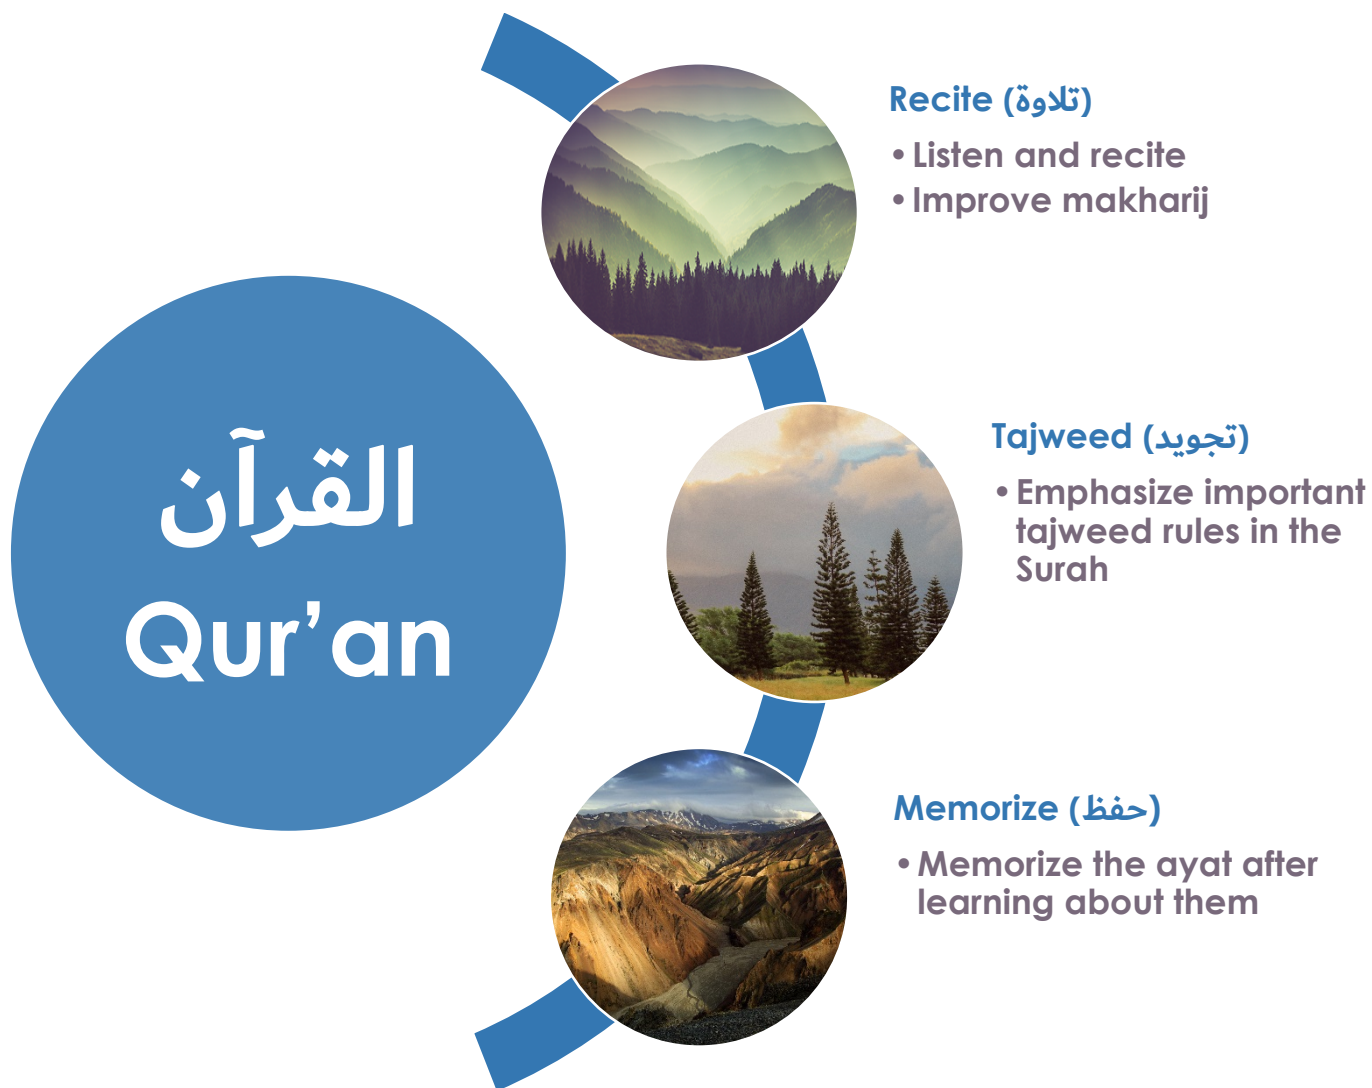 القرآن
Qur’an
Recite (تلاوة)
• Listen and recite
• Improve makharij
Tajweed (تجويد)
• Emphasize important
tajweed rules in the
Surah
Memorize (حفظ)
• Memorize the ayat after
learning about them